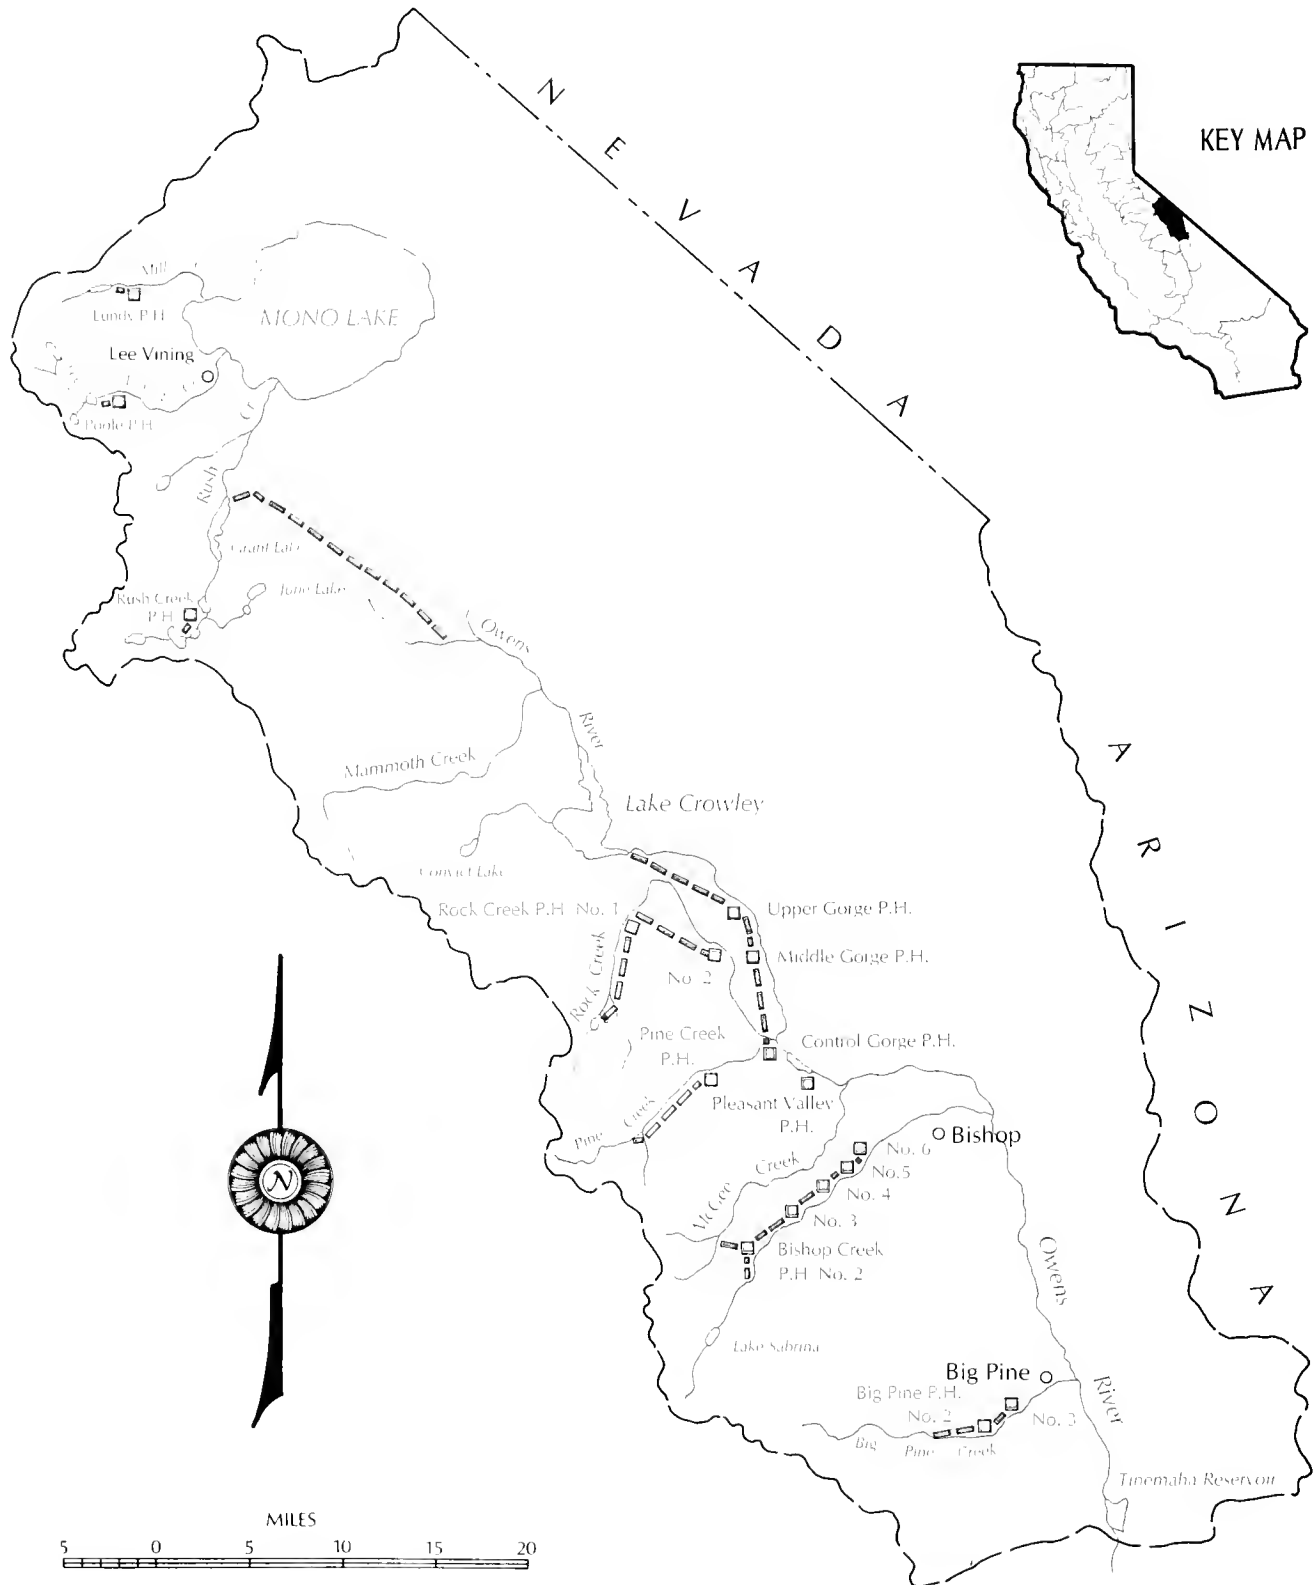 NEVADA
KEY MAP
Mill
Lundy P.H.
MONO LAKE
Lee Vining
Poole P.H.
Rush
Cr.
Grant Lake
June Lake
Rush Creek
P.H.
Owens
River
Mammoth Creek
Lake Crowley
Convict Lake
ARIZONA
Rock Creek P.H. No. 1
Upper Gorge P.H.
Middle Gorge P.H.
No. 2
Rock Creek
Pine Creek
P.H.
Control Gorge P.H.
Pleasant Valley
P.H.
Pine Creek
Bishop
No. 6
No. 5
No. 4
No. 3
McGee Creek
Bishop Creek
P.H. No. 2
N
Owens
River
Lake Sabrina
Big Pine
Big Pine P.H.
No. 2
No. 3
Big Pine Creek
Tinemaha Reservoir
MILES
5 0 5 10 15 20